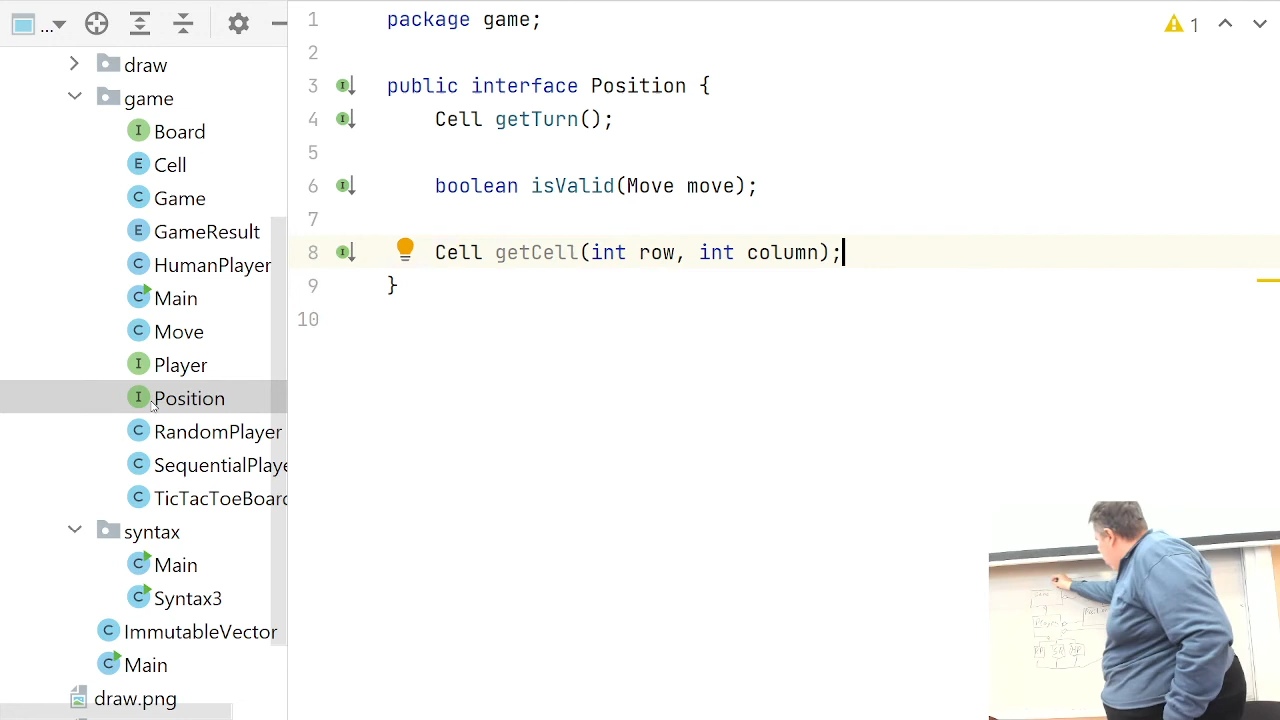 ...
draw
game
Board
Cell
Game
GameResult
HumanPlayer
Main
Move
Player
Position
RandomPlayer
SequentialPlaye
TicTacToeBoard
syntax
Main
Syntax3
ImmutableVector
Main
draw.png
1 package game;
2
3 public interface Position {
4 Cell getTurn();
5
6 boolean isValid(Move move);
7
8 Cell getCell(int row, int column);
9 }
10
1